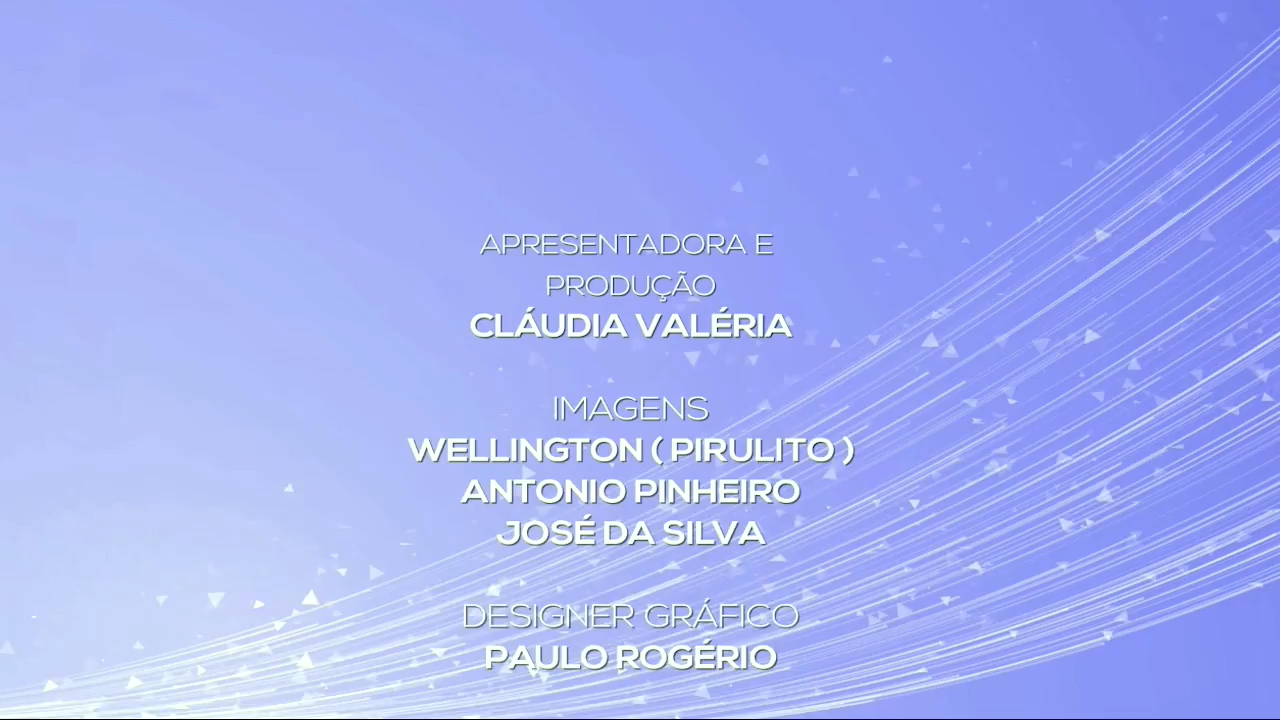 APRESENTADORA E
PRODUÇÃO
CLÁUDIA VALÉRIA
IMAGENS
WELLINGTON ( PIRULITO )
ANTONIO PINHEIRO
JOSÉ DA SILVA
DESIGNER GRÁFICO
PAULO ROGÉRIO